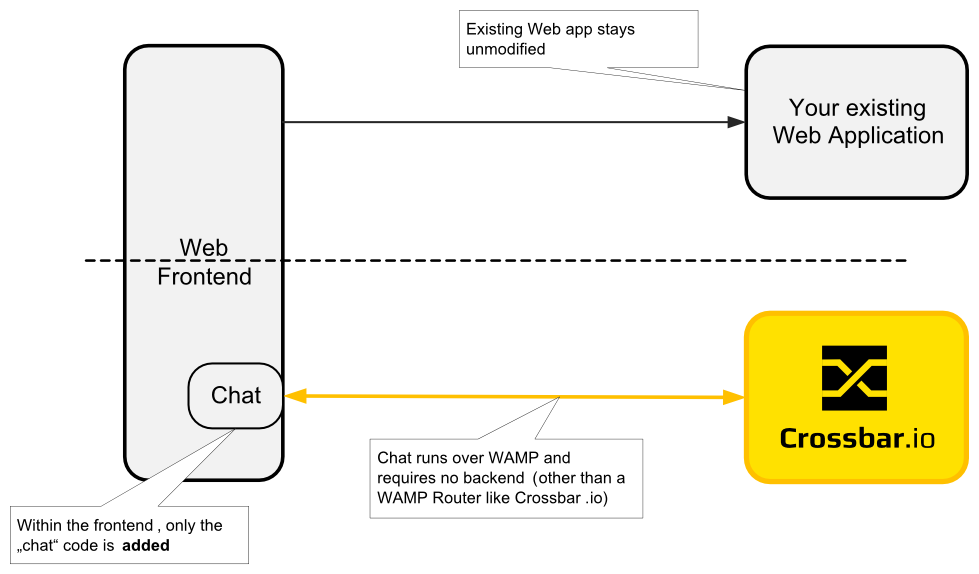 Existing Web app stays
unmodified
Your existing
Web Application
Web
Frontend
Chat
Crossbar.io
Chat runs over WAMP and
requires no backend (other than a
WAMP Router like Crossbar .io)
Within the frontend , only the
„chat“ code is added